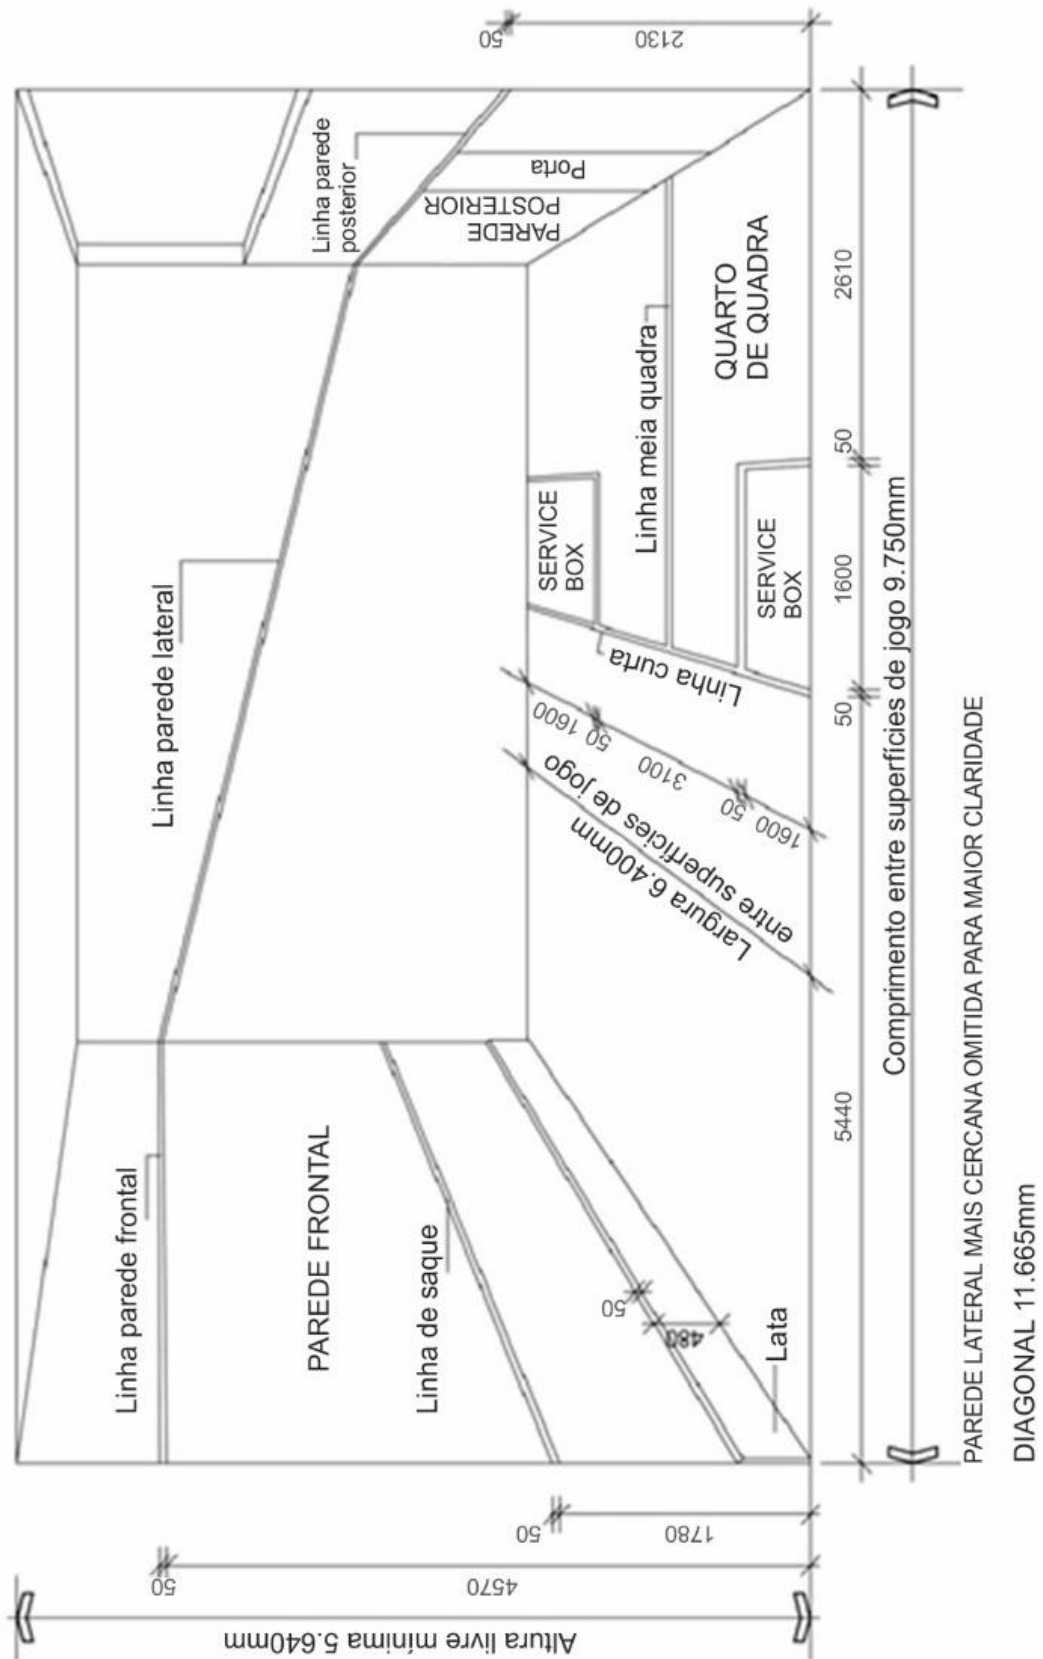 Altura livre mínima 5.640mm
50
4570
50
1780
Linha parede frontal
PAREDE FRONTAL
Linha de saque
50
480
Lata
Linha parede lateral
Linha parede
posterior
PAREDE
POSTERIOR
Porta
50
2130
SERVICE
BOX
Linha meia quadra
QUARTO
DE QUADRA
SERVICE
BOX
Linha curta
1600
50
3100
50
1600
Largura 6.400mm
entre superfícies de jogo
5440
50
1600
50
2610
Comprimento entre superfícies de jogo 9.750mm
PAREDE LATERAL MAIS CERCANA OMITIDA PARA MAIOR CLARIDADE
DIAGONAL 11.665mm